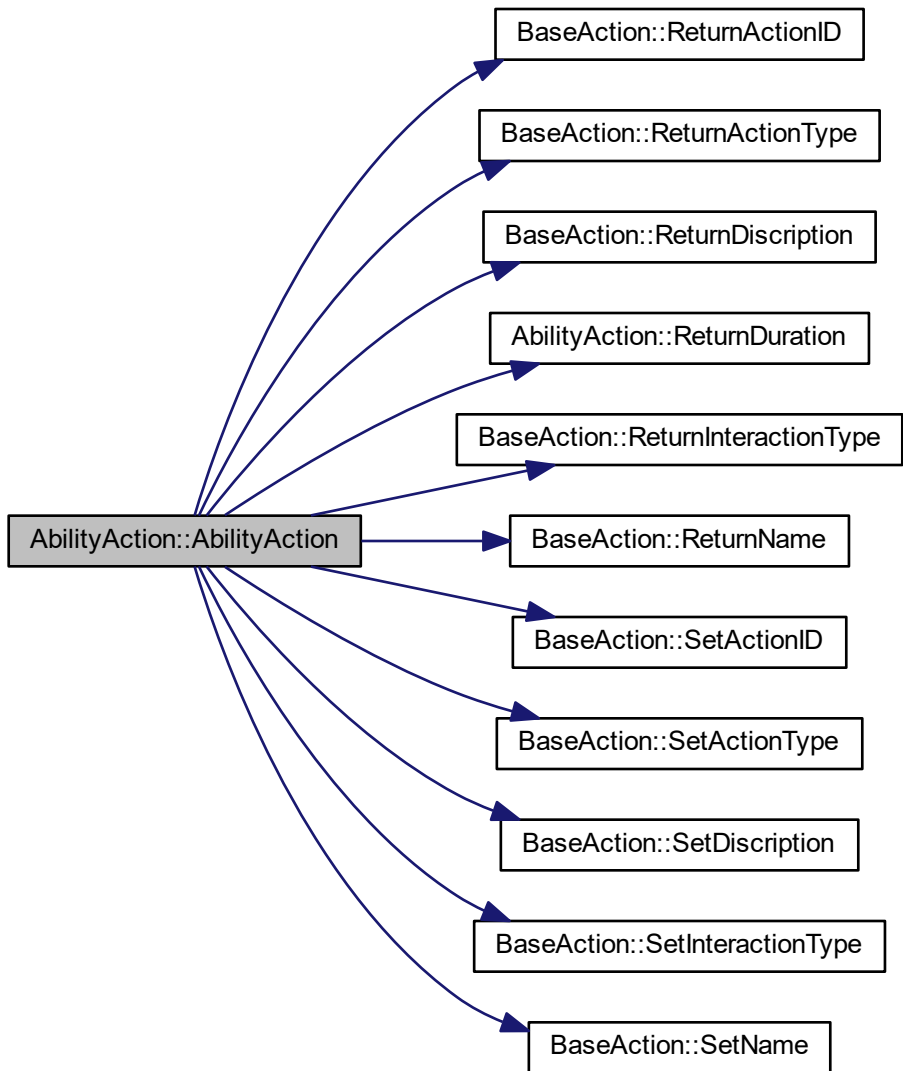 BaseAction::ReturnActionID
BaseAction::ReturnActionType
BaseAction::ReturnDiscription
AbilityAction::ReturnDuration
BaseAction::ReturnInteractionType
AbilityAction::AbilityAction
BaseAction::ReturnName
BaseAction::SetActionID
BaseAction::SetActionType
BaseAction::SetDiscription
BaseAction::SetInteractionType
BaseAction::SetName